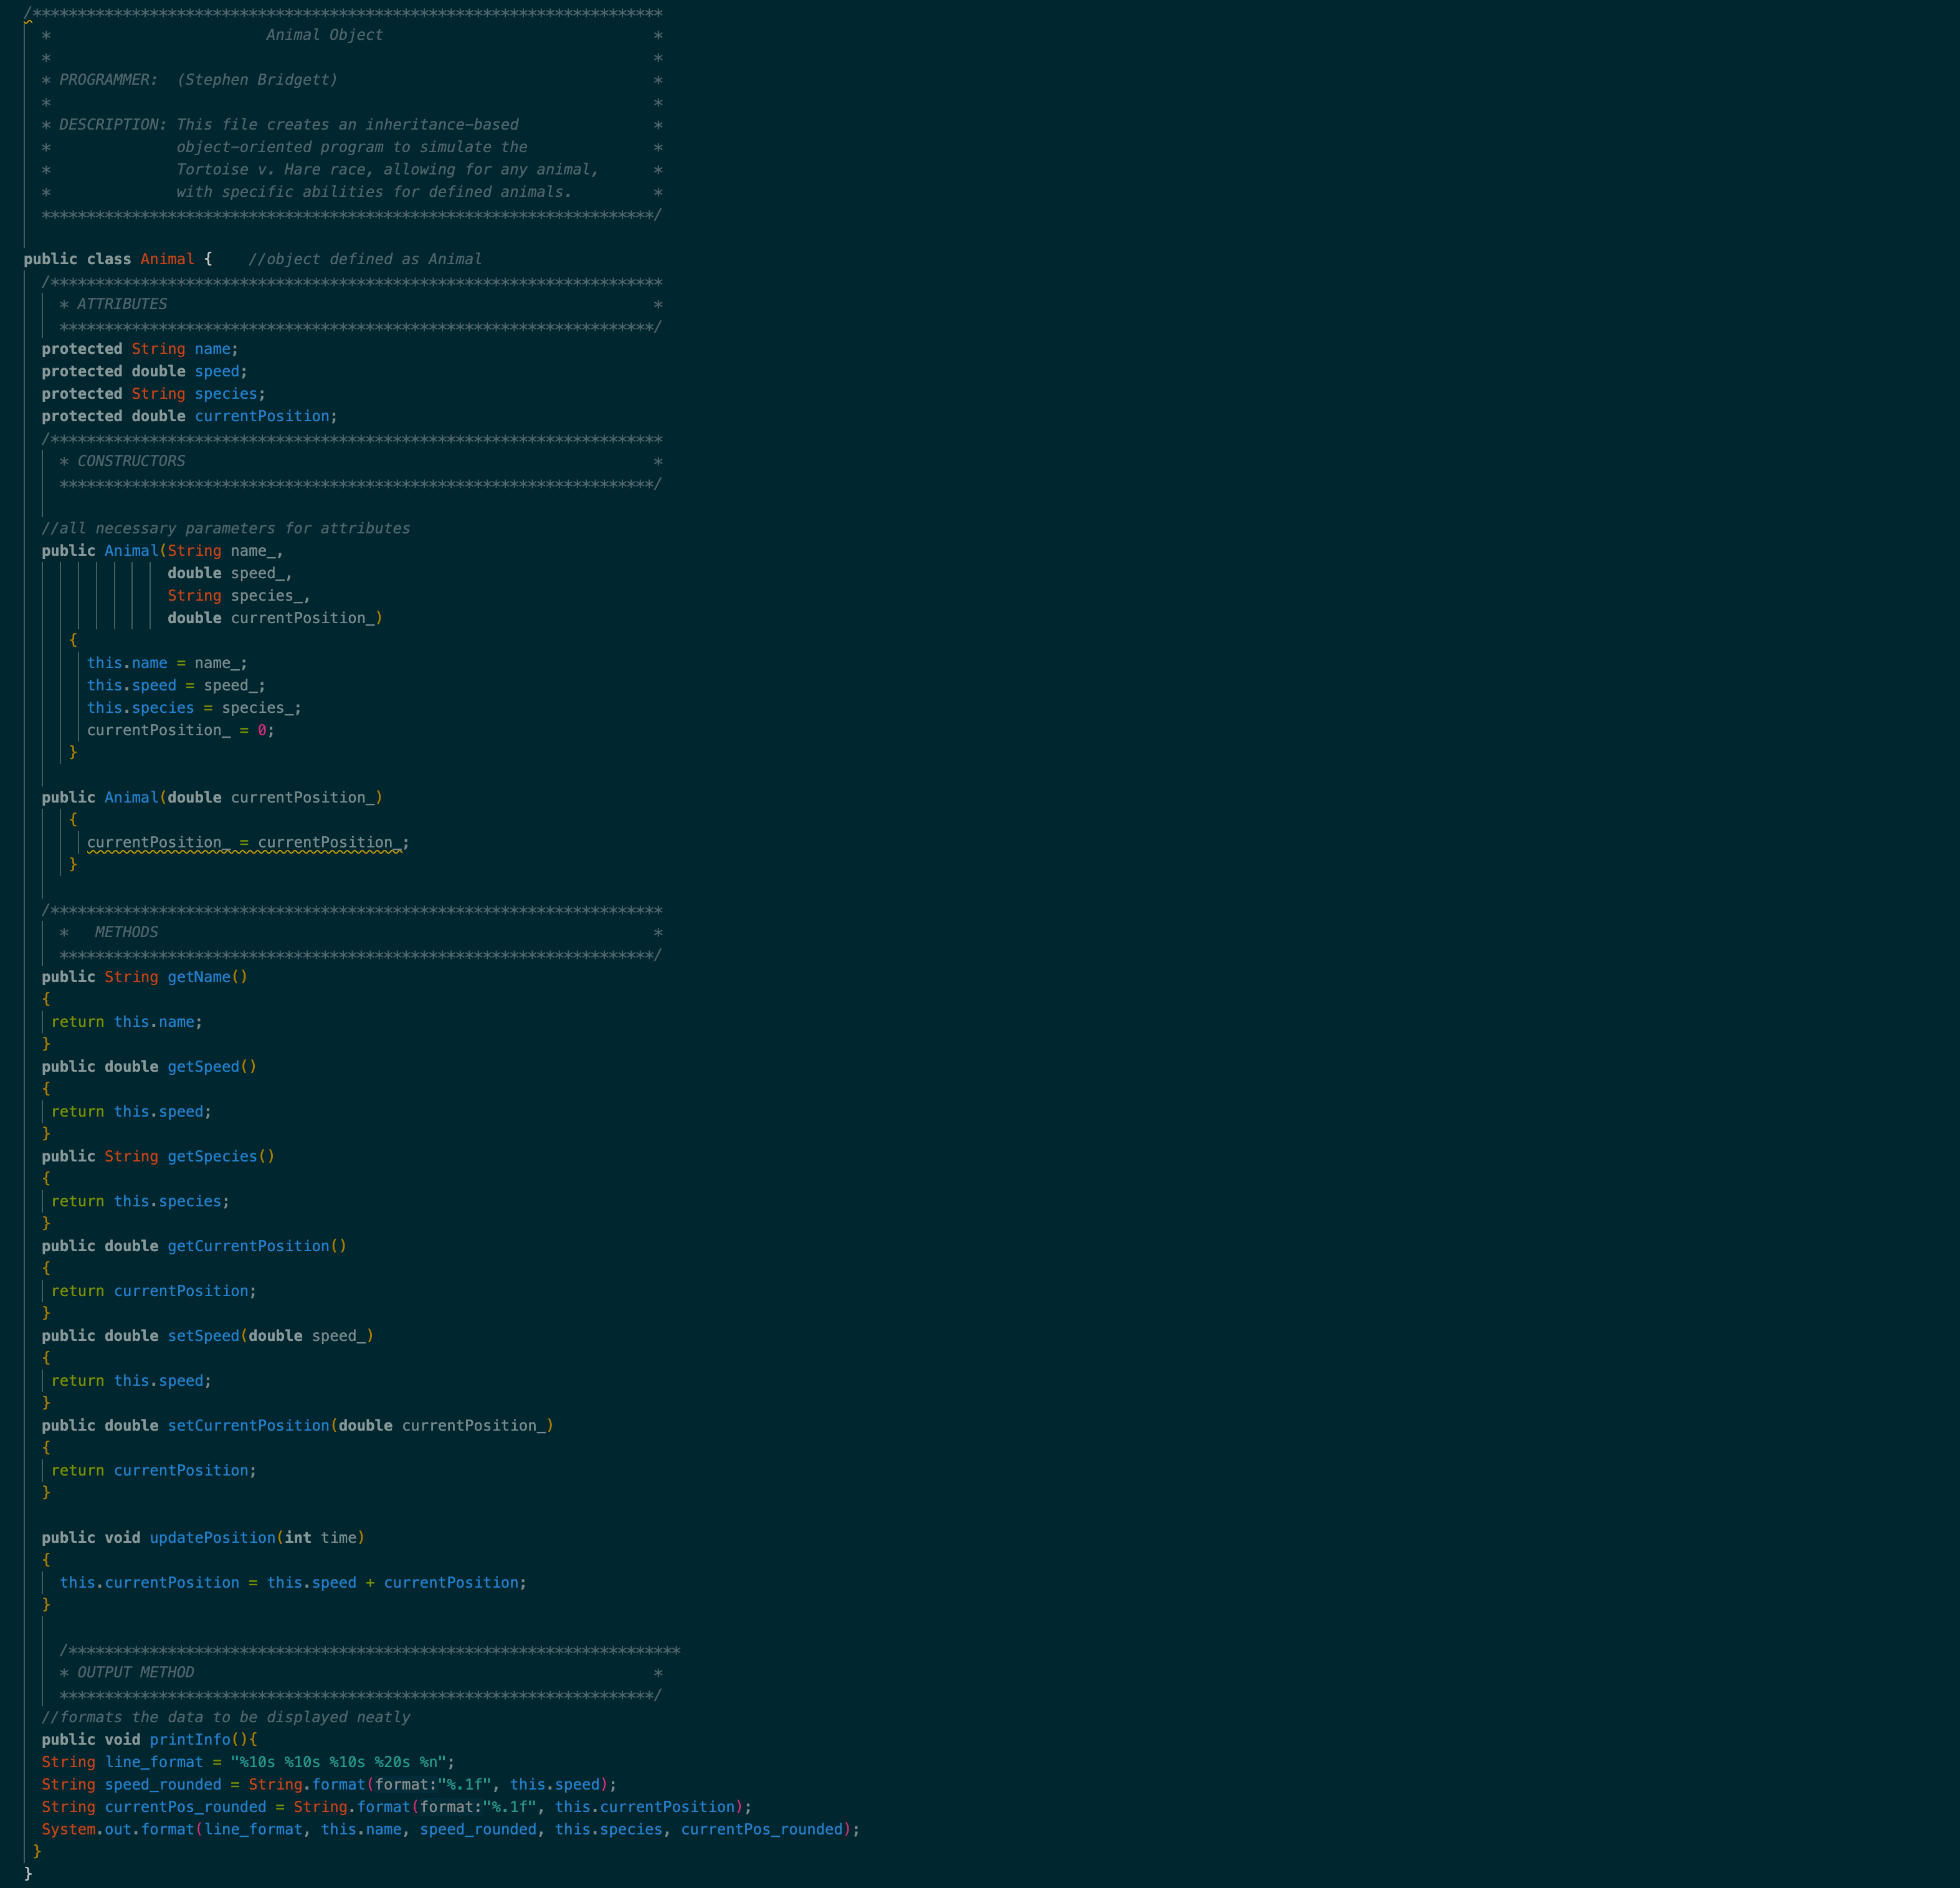 /**********************************************************************
  *                        Animal Object                              *
  *                                                                   *
  * PROGRAMMER:  (Stephen Bridgett)                                   *
  *                                                                   *
  * DESCRIPTION: This file creates an inheritance-based               *
  *              object-oriented program to simulate the              *
  *              Tortoise v. Hare race, allowing for any animal,      *
  *              with specific abilities for defined animals.         *
  ********************************************************************/

public class Animal {    //object defined as Animal
  /********************************************************************
    * ATTRIBUTES                                                      *
    ******************************************************************/
  protected String name;
  protected double speed;
  protected String species;
  protected double currentPosition;
  /********************************************************************
    * CONSTRUCTORS                                                    *
    ******************************************************************/

  //all necessary parameters for attributes
  public Animal(String name_,
                double speed_,
                String species_,
                double currentPosition_)
     {
       this.name = name_;
       this.speed = speed_;
       this.species = species_;
       currentPosition_ = 0;
     }

  public Animal(double currentPosition_)
     {
       currentPosition_ = currentPosition_;
     }

  /********************************************************************
    *   METHODS                                                       *
    ******************************************************************/
  public String getName()
  {
   return this.name;
  }
  public double getSpeed()
  {
   return this.speed;
  }
  public String getSpecies()
  {
   return this.species;
  }
  public double getCurrentPosition()
  {
   return currentPosition;
  }
  public double setSpeed(double speed_)
  {
   return this.speed;
  }
  public double setCurrentPosition(double currentPosition_)
  {
   return currentPosition;
  }

  public void updatePosition(int time)
  {
    this.currentPosition = this.speed + currentPosition;
  }

    /********************************************************************
    * OUTPUT METHOD                                                   *
    ******************************************************************/
  //formats the data to be displayed neatly
  public void printInfo(){
  String line_format = "%10s %10s %10s %20s %n";
  String speed_rounded = String.format(format:"%.1f", this.speed);
  String currentPos_rounded = String.format(format:"%.1f", this.currentPosition);
  System.out.format(line_format, this.name, speed_rounded, this.species, currentPos_rounded);
 }
}